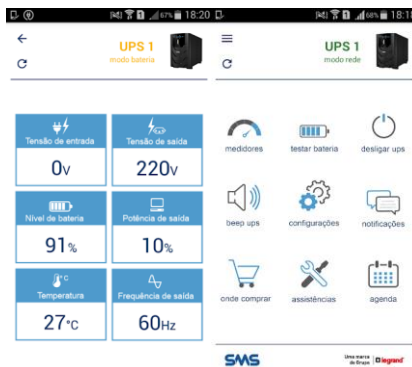 67% 18:20
UPS 1
modo bateria
Tensão de entrada
0V
Tensão de saída
220V
Nível de bateria
91%
Potência de saída
10%
Temperatura
27°C
Frequência de saída
60Hz
68% 18:18
UPS 1
modo rede
medidores
testar bateria
desligar ups
beep ups
configurações
notificações
onde comprar
assistências
agenda
SMS
Uma marca
do Grupo
legrand